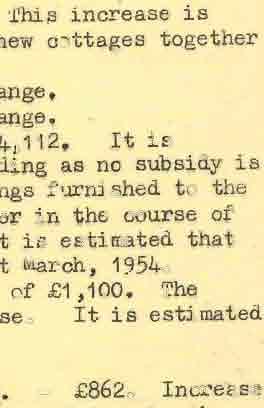 This increase is
new cottages together
ange.
ange.
4,112. It is
ding as no subsidy is
ngs furnished to the
or in the course of
t is estimated that
t March, 1954.
of £1,100. The
se. It is estimated
. - £862. Increase